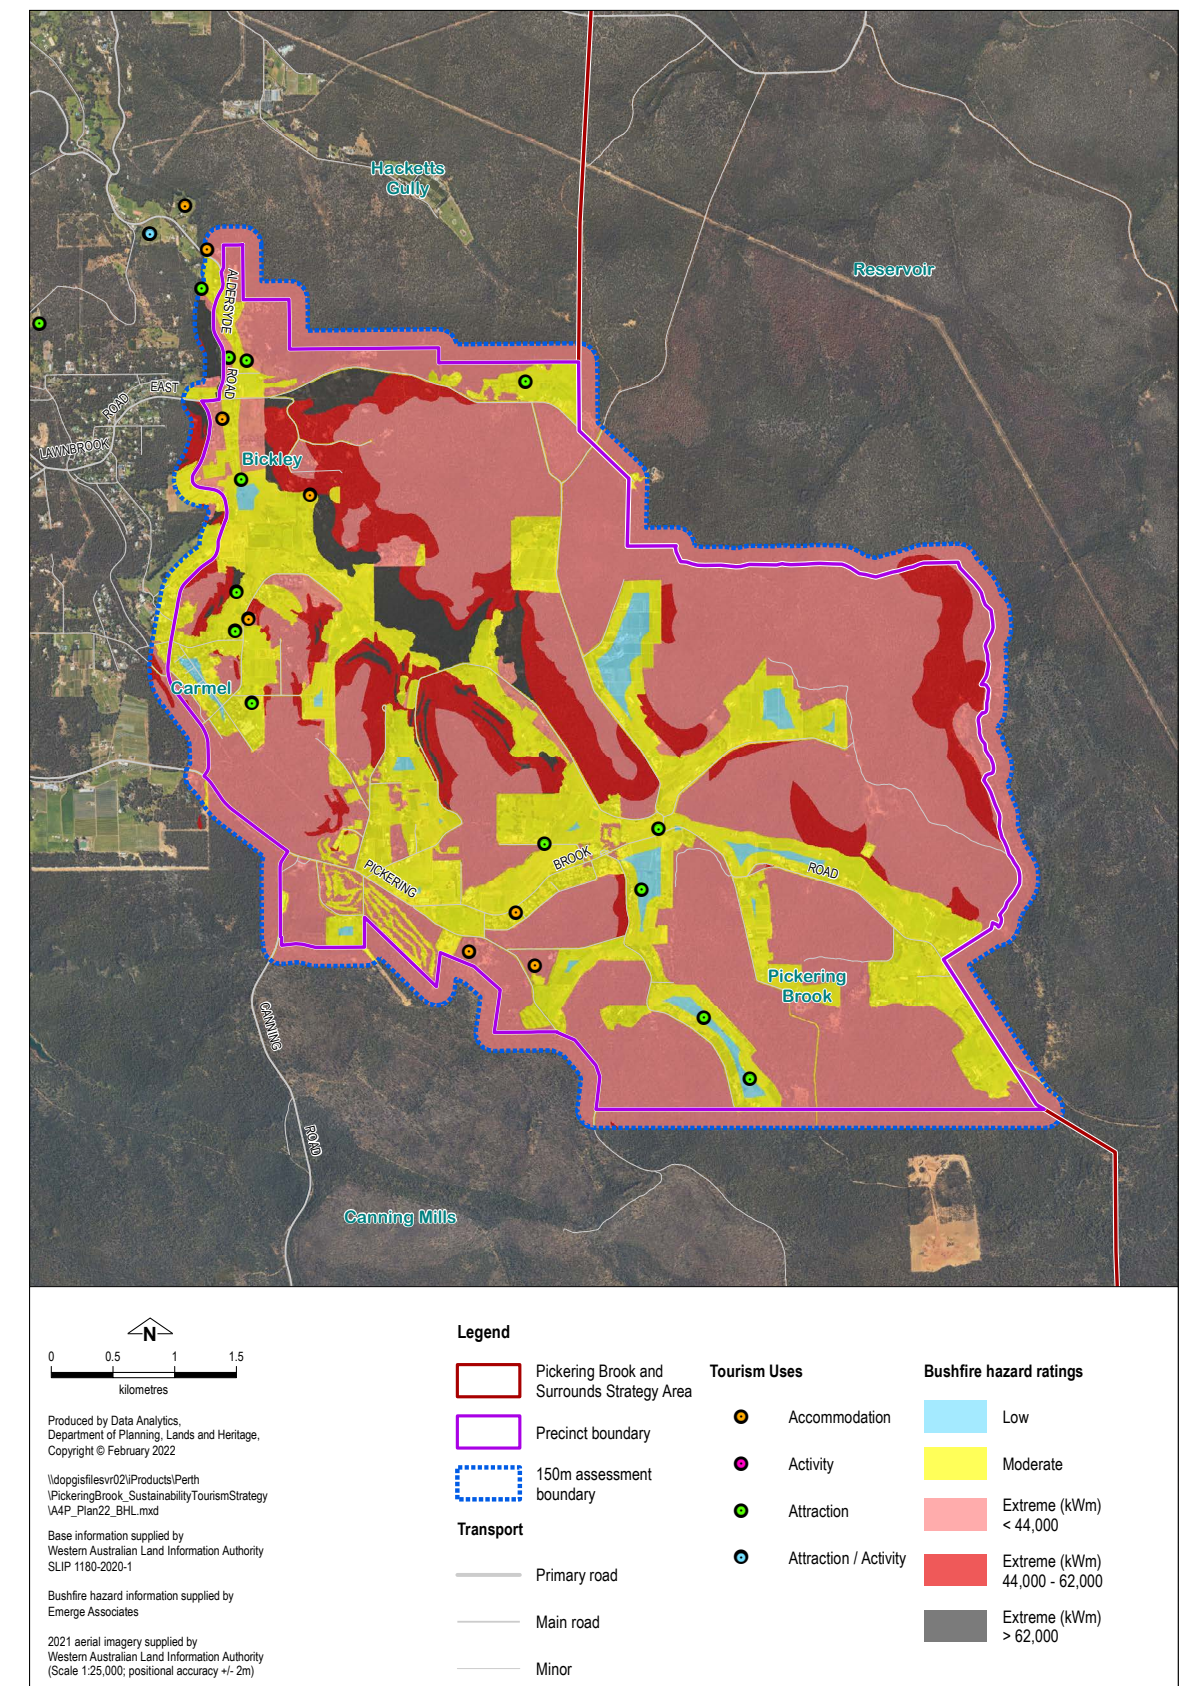 Hacketts
Gully
Reservoir
ALDERSYDE
ROAD
EAST
ROAD
LAWNBROOK
Bickley
Carmel
PICKERING
BROOK
ROAD
Pickering
Brook
CANNING
ROAD
Canning Mills
N
0 0.5 1 1.5
kilometres
Produced by Data Analytics,
Department of Planning, Lands and Heritage,
Copyright © February 2022
\\dopgisfilesvr02\iProducts\Perth
\PickeringBrook_SustainabilityTourismStrategy
\A4P_Plan22_BHL.mxd
Base information supplied by
Western Australian Land Information Authority
SLIP 1180-2020-1
Bushfire hazard information supplied by
Emerge Associates
2021 aerial imagery supplied by
Western Australian Land Information Authority
(Scale 1:25,000; positional accuracy +/- 2m)
Legend
Pickering Brook and
Surrounds Strategy Area
Precinct boundary
150m assessment
boundary
Transport
Primary road
Main road
Minor
Tourism Uses
Accommodation
Activity
Attraction
Attraction / Activity
Bushfire hazard ratings
Low
Moderate
Extreme (kWm)
< 44,000
Extreme (kWm)
44,000 - 62,000
Extreme (kWm)
> 62,000